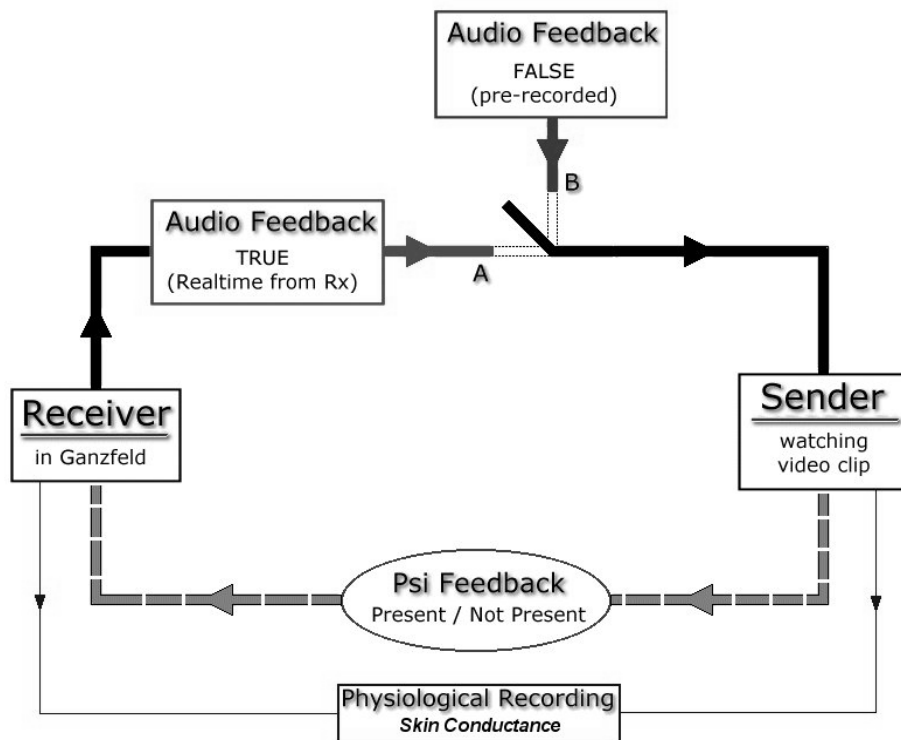 Audio Feedback
FALSE
(pre-recorded)
B
Audio Feedback
TRUE
(Realtime from Rx)
A
Receiver
in Ganzfeld
Sender
watching
video clip
Psi Feedback
Present / Not Present
Physiological Recording
Skin Conductance